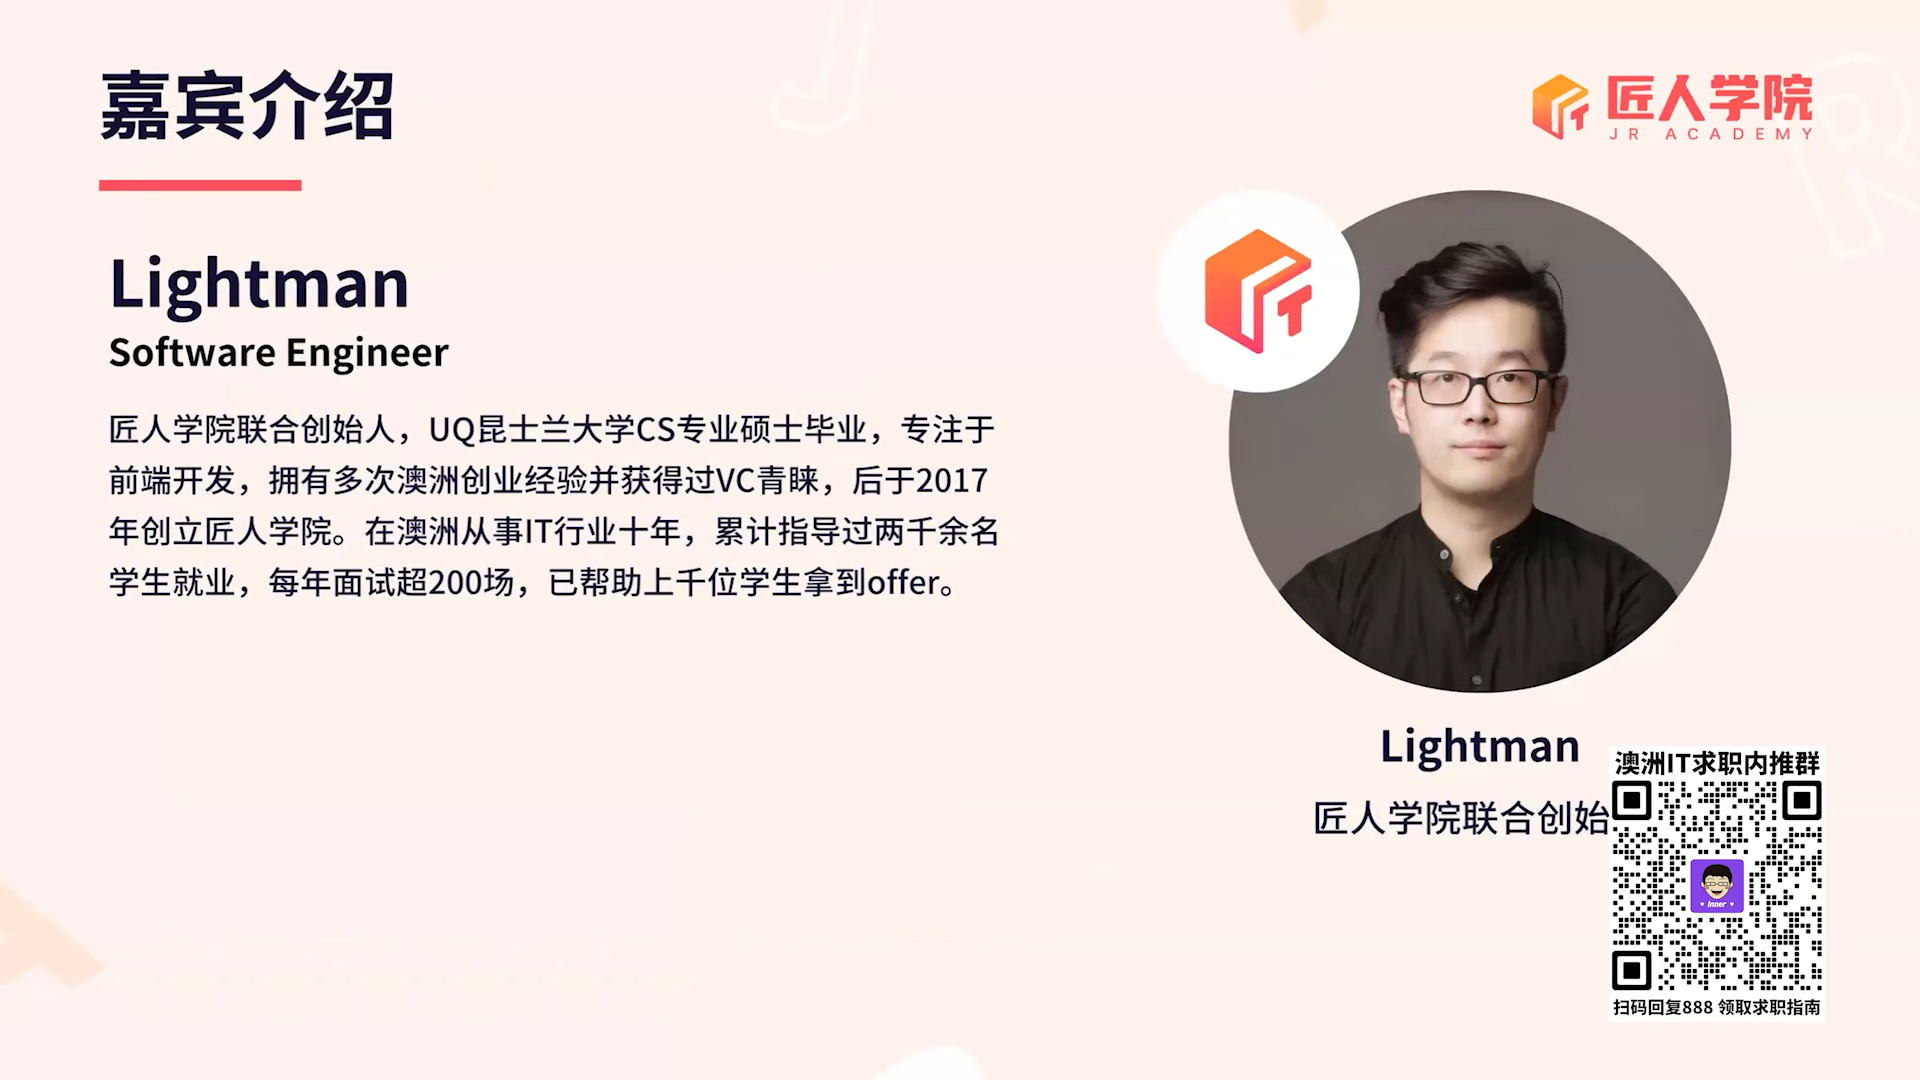 嘉宾介绍
匠人学院
JR ACADEMY
Lightman
Software Engineer
匠人学院联合创始人，UQ昆士兰大学CS专业硕士毕业，专注于
前端开发，拥有多次澳洲创业经验并获得过VC青睐，后于2017
年创立匠人学院。在澳洲从事IT行业十年，累计指导过两千余名
学生就业，每年面试超200场，已帮助上千位学生拿到offer。
Lightman
匠人学院联合创始
澳洲IT求职内推群
Inner
扫码回复888 领取求职指南